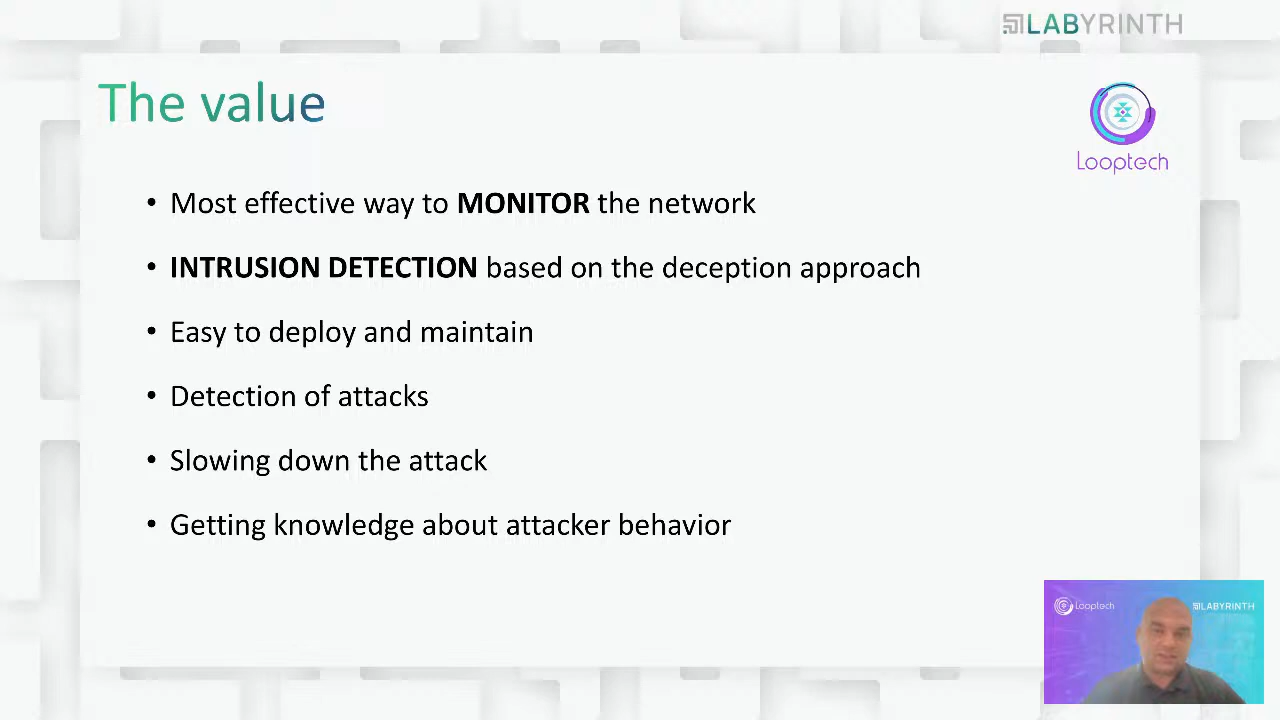 LABYRINTH
The value
Looptech
• Most effective way to MONITOR the network
• INTRUSION DETECTION based on the deception approach
• Easy to deploy and maintain
• Detection of attacks
• Slowing down the attack
• Getting knowledge about attacker behavior
Looptech
LABYRINTH